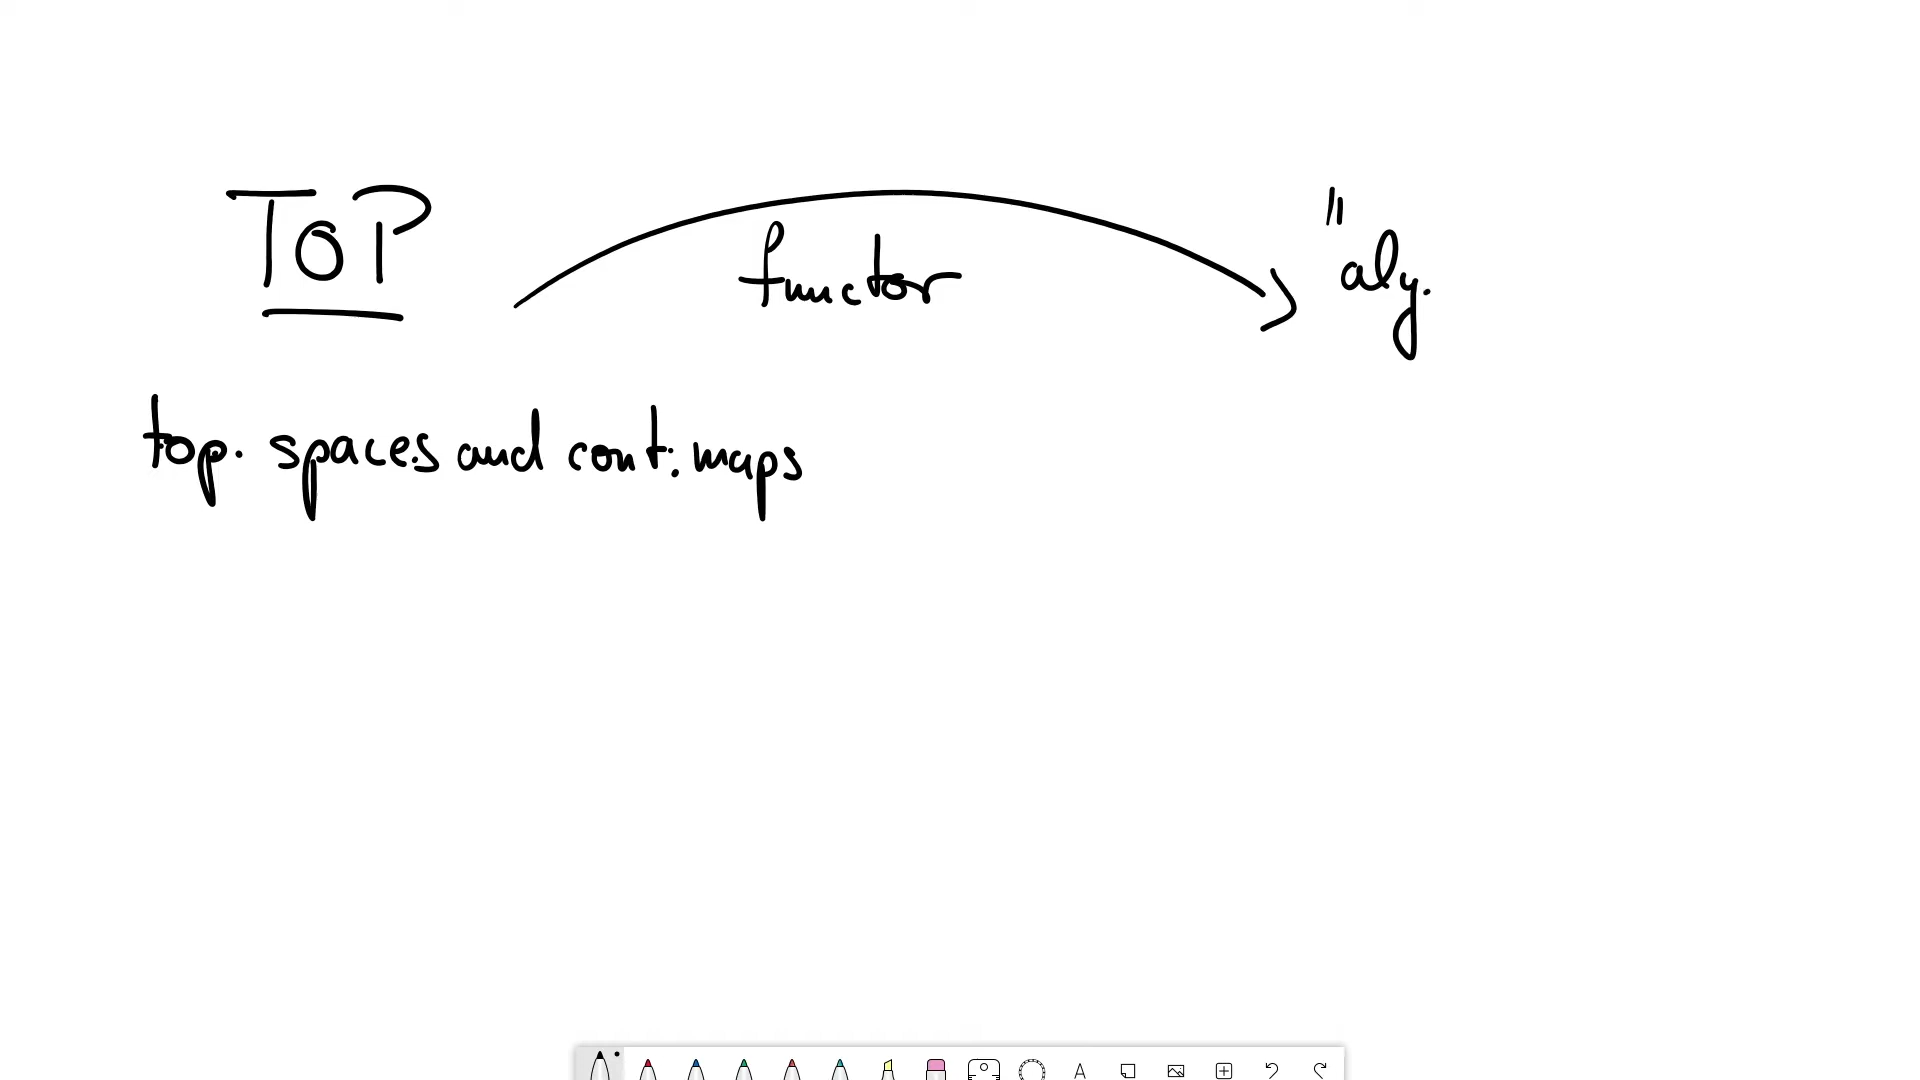 TOP functor "alg.
top. spaces and cont. maps